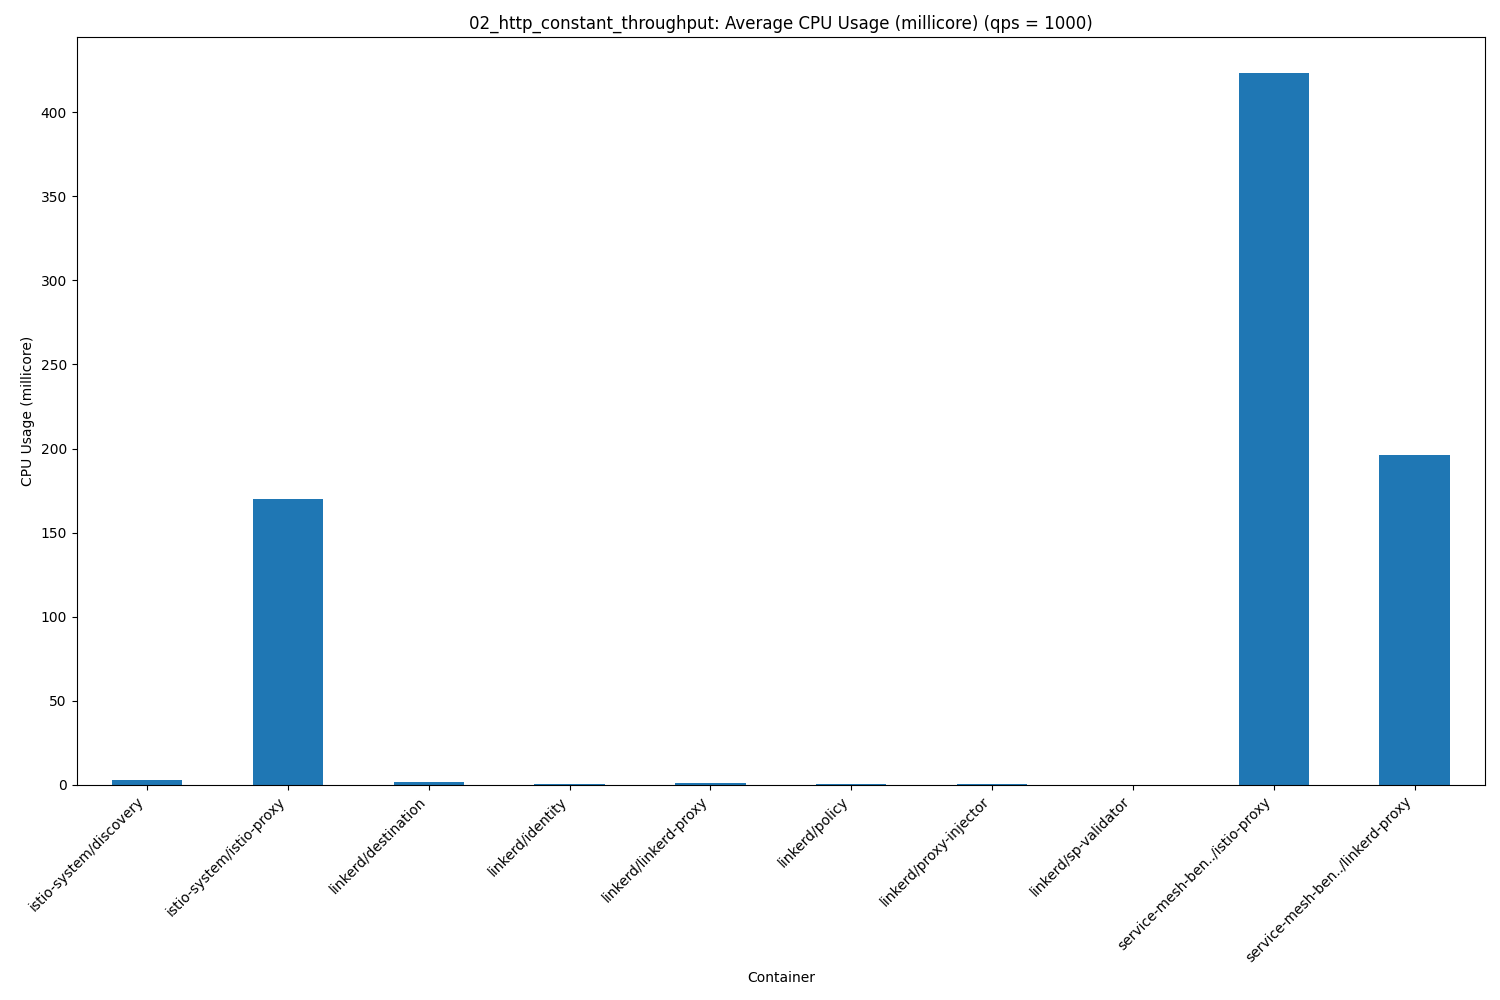 02_http_constant_throughput: Average CPU Usage (millicore) (qps = 1000)
CPU Usage (millicore)
400
350
300
250
200
150
100
50
0
istio-system/discovery
istio-system/istio-proxy
linkerd/destination
linkerd/identity
linkerd/linkerd-proxy
linkerd/policy
linkerd/proxy-injector
linkerd/sp-validator
service-mesh-ben../istio-proxy
service-mesh-ben../linkerd-proxy
Container